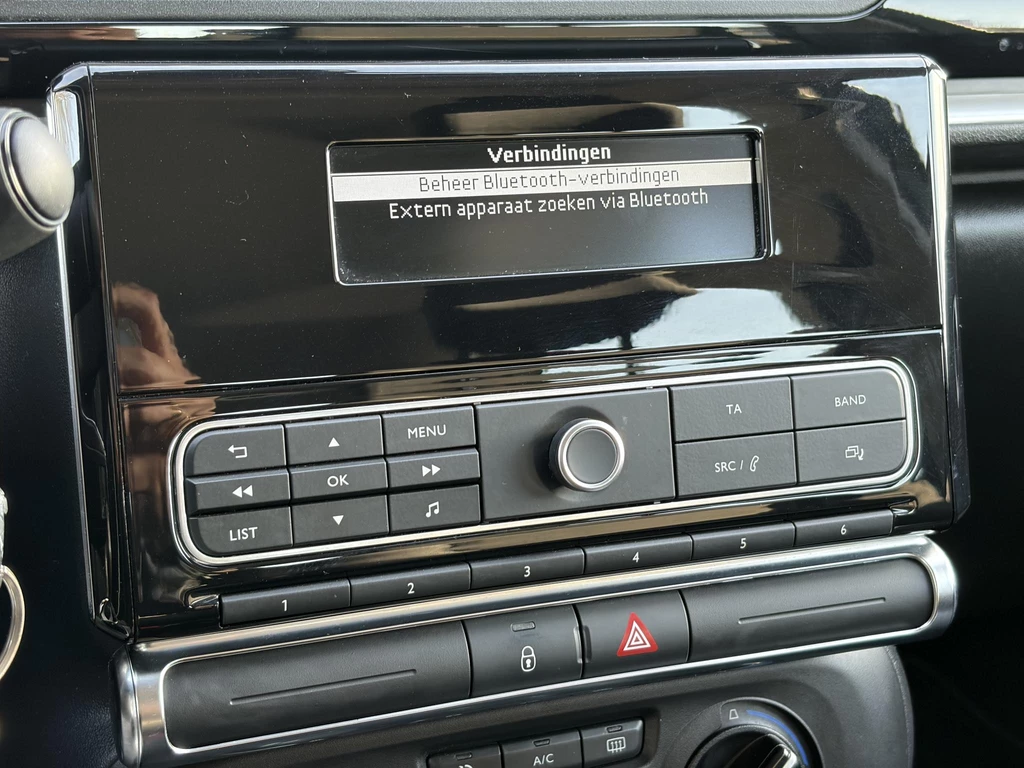 Verbindingen
Beheer Bluetooth-verbindingen
Extern apparaat zoeken via Bluetooth
MENU
OK
LIST
TA
BAND
SRC /
1
2
3
4
5
6
A/C